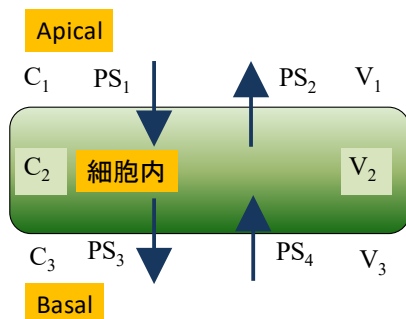 Apical
C₁ PS₁ PS₂ V₁
C₂ 細胞内 V₂
C₃ PS₃ PS₄ V₃
Basal